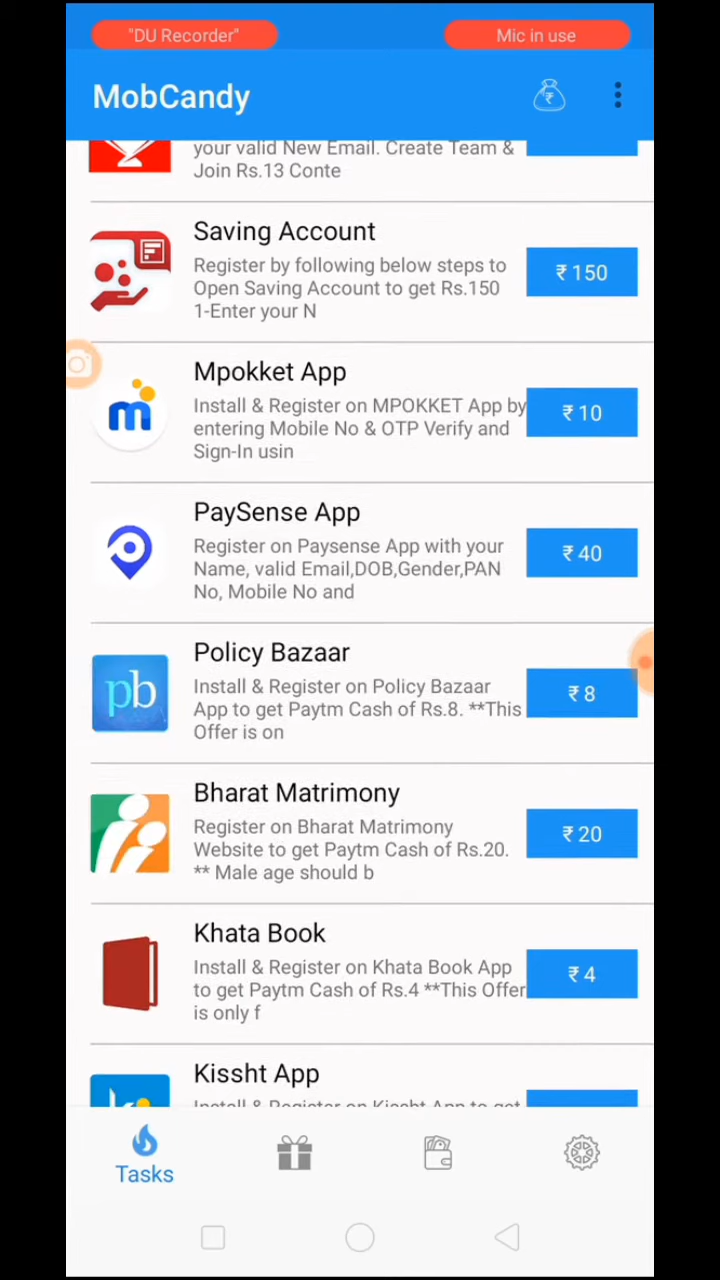 "DU Recorder"
Mic in use
MobCandy
your valid New Email. Create Team &
Join Rs.13 Conte
Saving Account
Register by following below steps to
Open Saving Account to get Rs.150
1-Enter your N
₹ 150
Mpokket App
Install & Register on MPOKKET App by
entering Mobile No & OTP Verify and
Sign-In usin
₹ 10
m
PaySense App
Register on Paysense App with your
Name, valid Email,DOB,Gender,PAN
No, Mobile No and
₹ 40
Policy Bazaar
Install & Register on Policy Bazaar
App to get Paytm Cash of Rs.8. **This
Offer is on
₹ 8
pb
Bharat Matrimony
Register on Bharat Matrimony
Website to get Paytm Cash of Rs.20.
** Male age should b
₹ 20
Khata Book
Install & Register on Khata Book App
to get Paytm Cash of Rs.4 **This Offer
is only f
₹ 4
Kissht App
Install & Register on Kissht App to get
Tasks